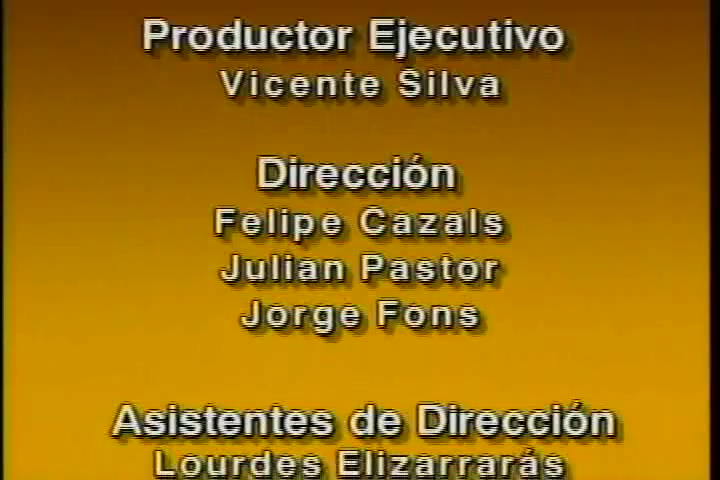 Productor Ejecutivo
Vicente Silva
Dirección
Felipe Cazals
Julian Pastor
Jorge Fons
Asistentes de Dirección
Lourdes Elizarrarás